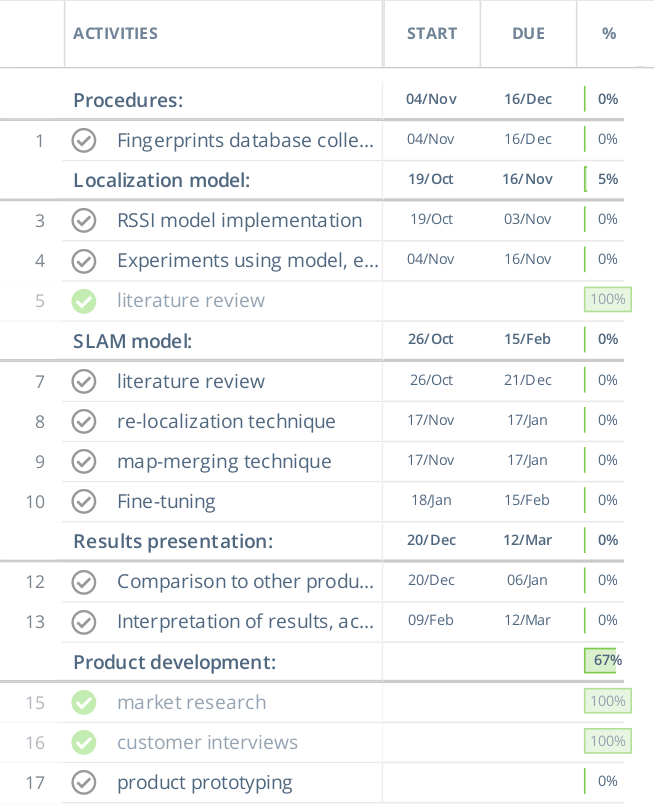 ACTIVITIES START DUE %
Procedures: 04/Nov 16/Dec 0%
1 Fingerprints database colle... 04/Nov 16/Dec 0%
Localization model: 19/Oct 16/Nov 5%
3 RSSI model implementation 19/Oct 03/Nov 0%
4 Experiments using model, e... 04/Nov 16/Nov 0%
5 literature review 100%
SLAM model: 26/Oct 15/Feb 0%
7 literature review 26/Oct 21/Dec 0%
8 re-localization technique 17/Nov 17/Jan 0%
9 map-merging technique 17/Nov 17/Jan 0%
10 Fine-tuning 18/Jan 15/Feb 0%
Results presentation: 20/Dec 12/Mar 0%
12 Comparison to other produ... 20/Dec 06/Jan 0%
13 Interpretation of results, ac... 09/Feb 12/Mar 0%
Product development: 67%
15 market research 100%
16 customer interviews 100%
17 product prototyping 0%